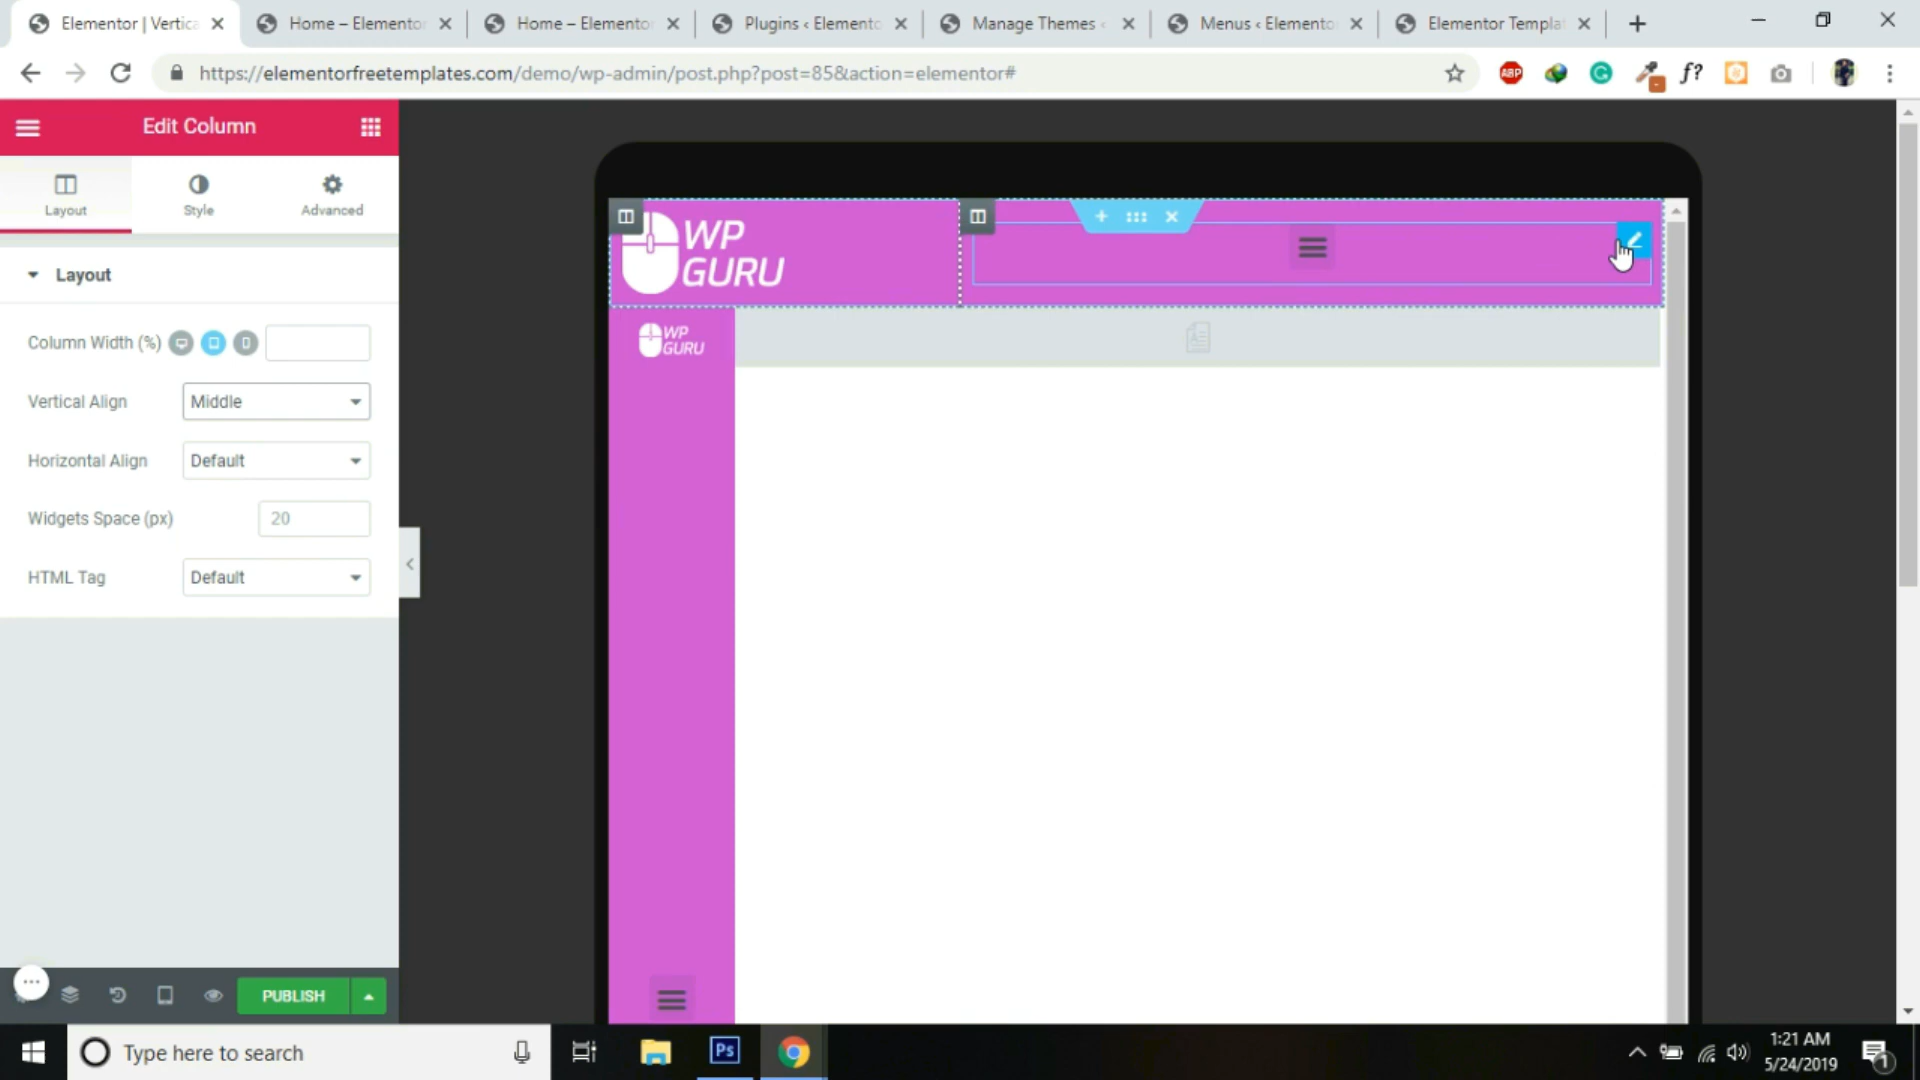 Elementor | Vertica
Home – Elementor
Home – Elementor
Plugins ‹ Elemento
Manage Themes ‹
Menus ‹ Elemento
Elementor Templat
https://elementorfreetemplates.com/demo/wp-admin/post.php?post=85&action=elementor#
ABP
f?
Edit Column
Layout
Style
Advanced
Layout
Column Width (%)
Vertical Align
Middle
Horizontal Align
Default
Widgets Space (px)
20
HTML Tag
Default
PUBLISH
WP
GURU
WP
GURU
Type here to search
Ps
1:21 AM
5/24/2019
1